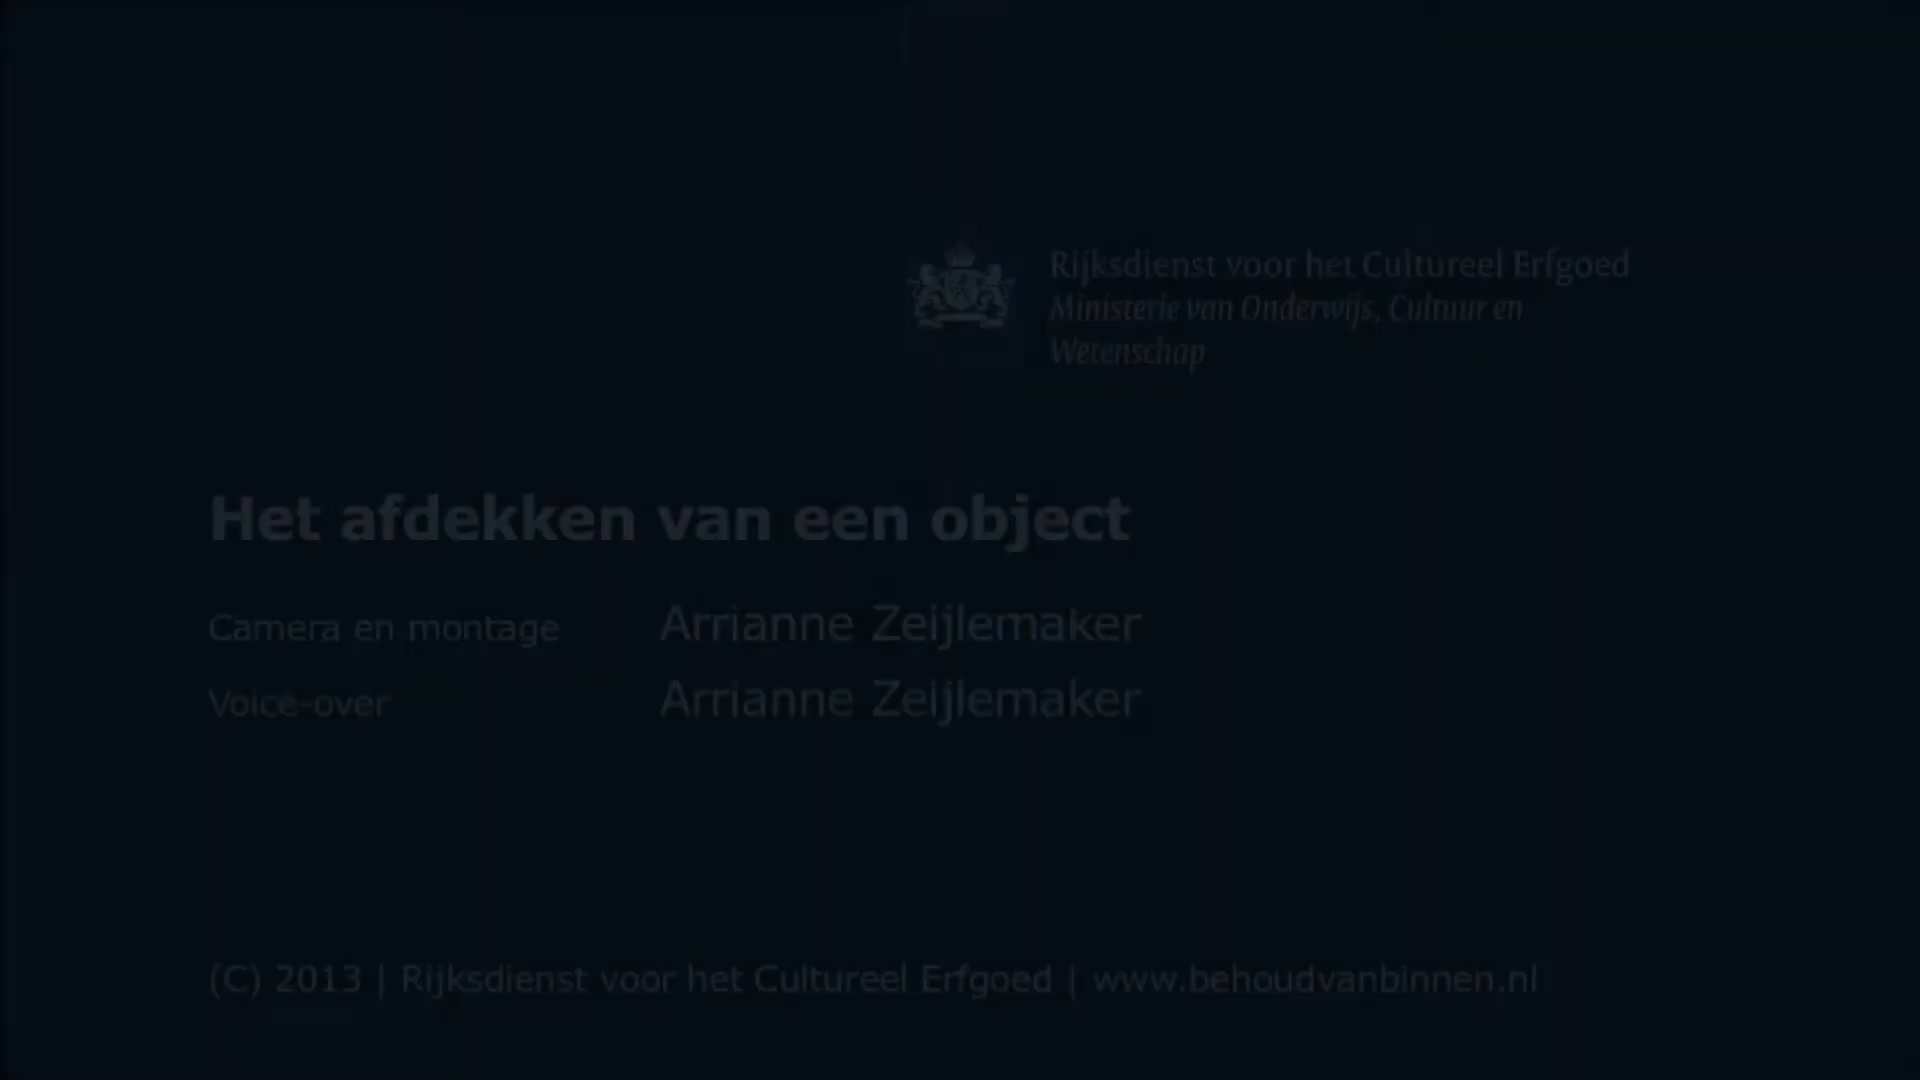 Rijksdienst voor het Cultureel Erfgoed
Ministerie van Onderwijs, Cultuur en
Wetenschap
Het afdekken van een object
Camera en montage Arrianne Zeijlemaker
Voice-over Arrianne Zeijlemaker
(C) 2013 | Rijksdienst voor het Cultureel Erfgoed | www.behoudvanbinnen.nl